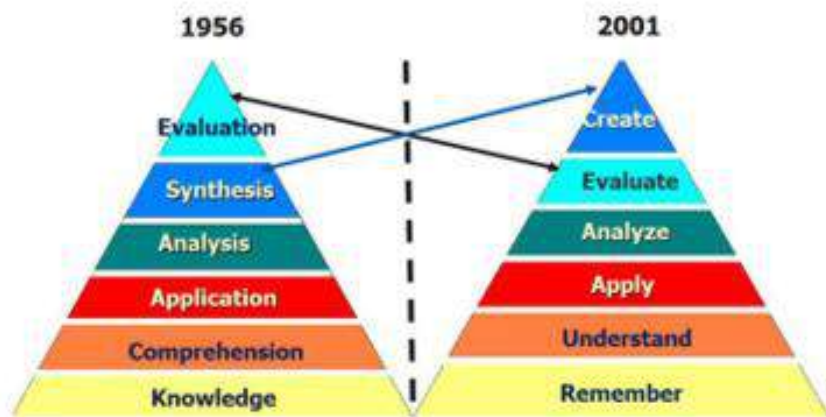 1956
Evaluation
Synthesis
Analysis
Application
Comprehension
Knowledge
2001
Create
Evaluate
Analyze
Apply
Understand
Remember